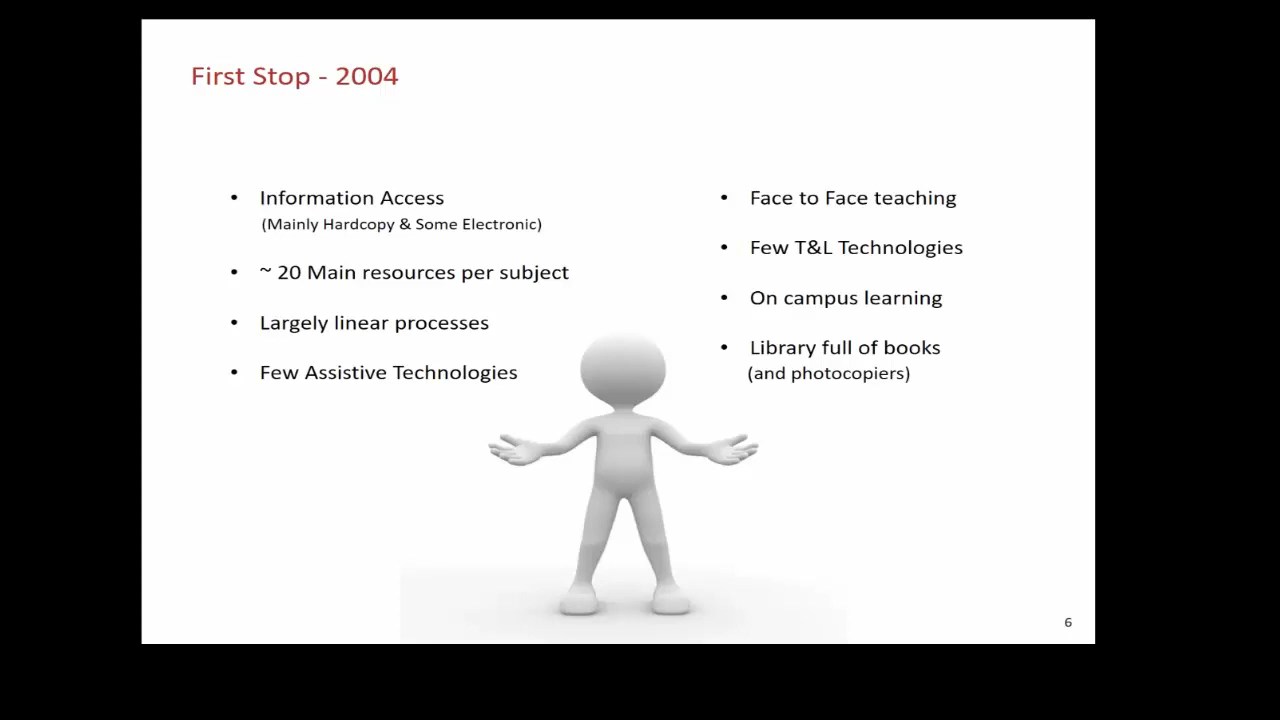 First Stop - 2004
• Information Access
(Mainly Hardcopy & Some Electronic)
• ~ 20 Main resources per subject
• Largely linear processes
• Few Assistive Technologies
• Face to Face teaching
• Few T&L Technologies
• On campus learning
• Library full of books
(and photocopiers)
6